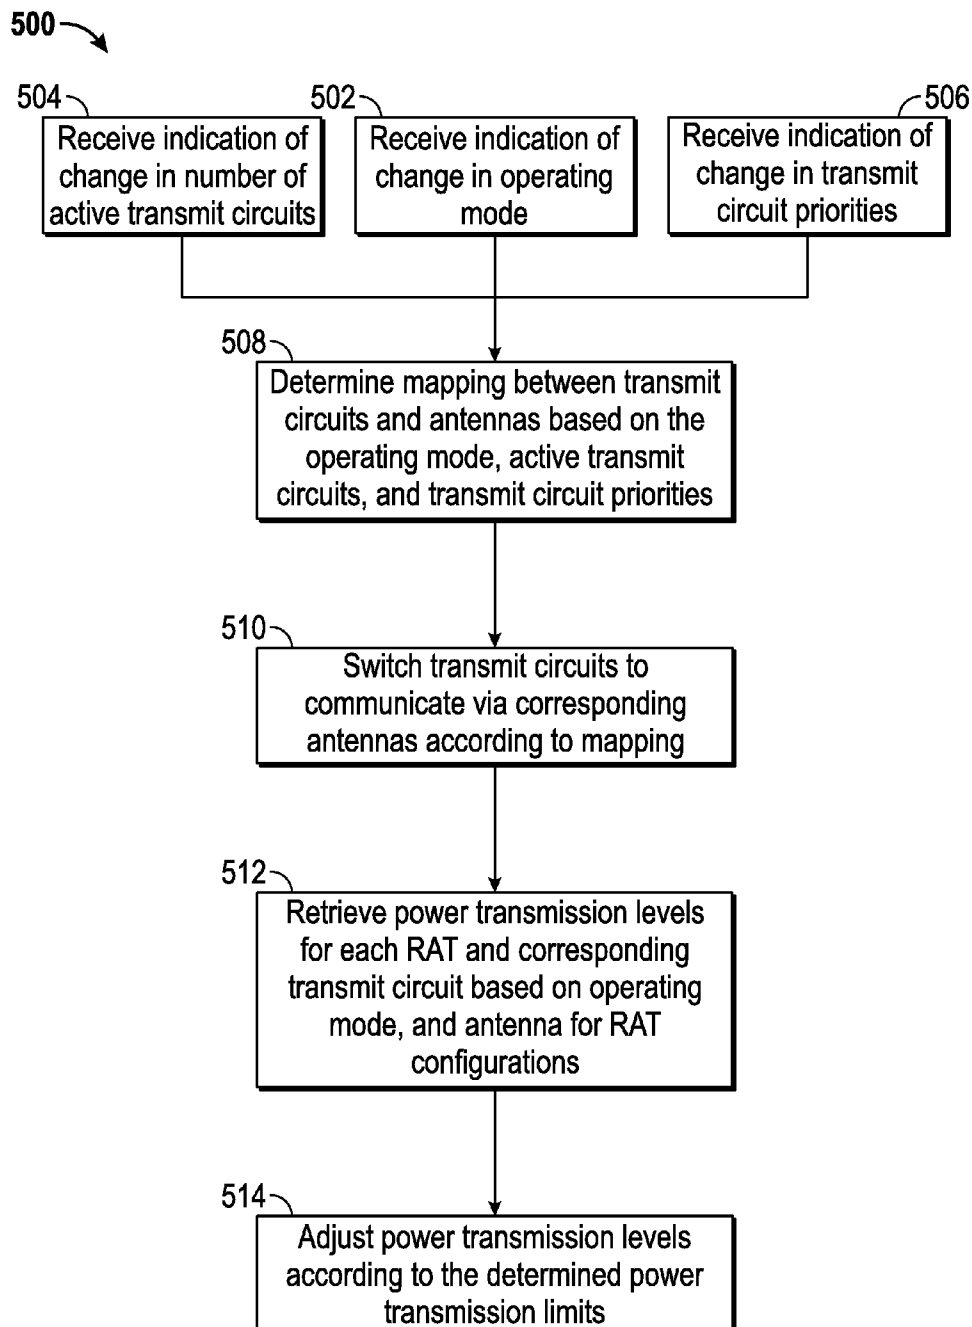 500
504
Receive indication of
change in number of
active transmit circuits
502
Receive indication of
change in operating
mode
506
Receive indication of
change in transmit
circuit priorities
508
Determine mapping between transmit
circuits and antennas based on the
operating mode, active transmit
circuits, and transmit circuit priorities
510
Switch transmit circuits to
communicate via corresponding
antennas according to mapping
512
Retrieve power transmission levels
for each RAT and corresponding
transmit circuit based on operating
mode, and antenna for RAT
configurations
514
Adjust power transmission levels
according to the determined power
transmission limits